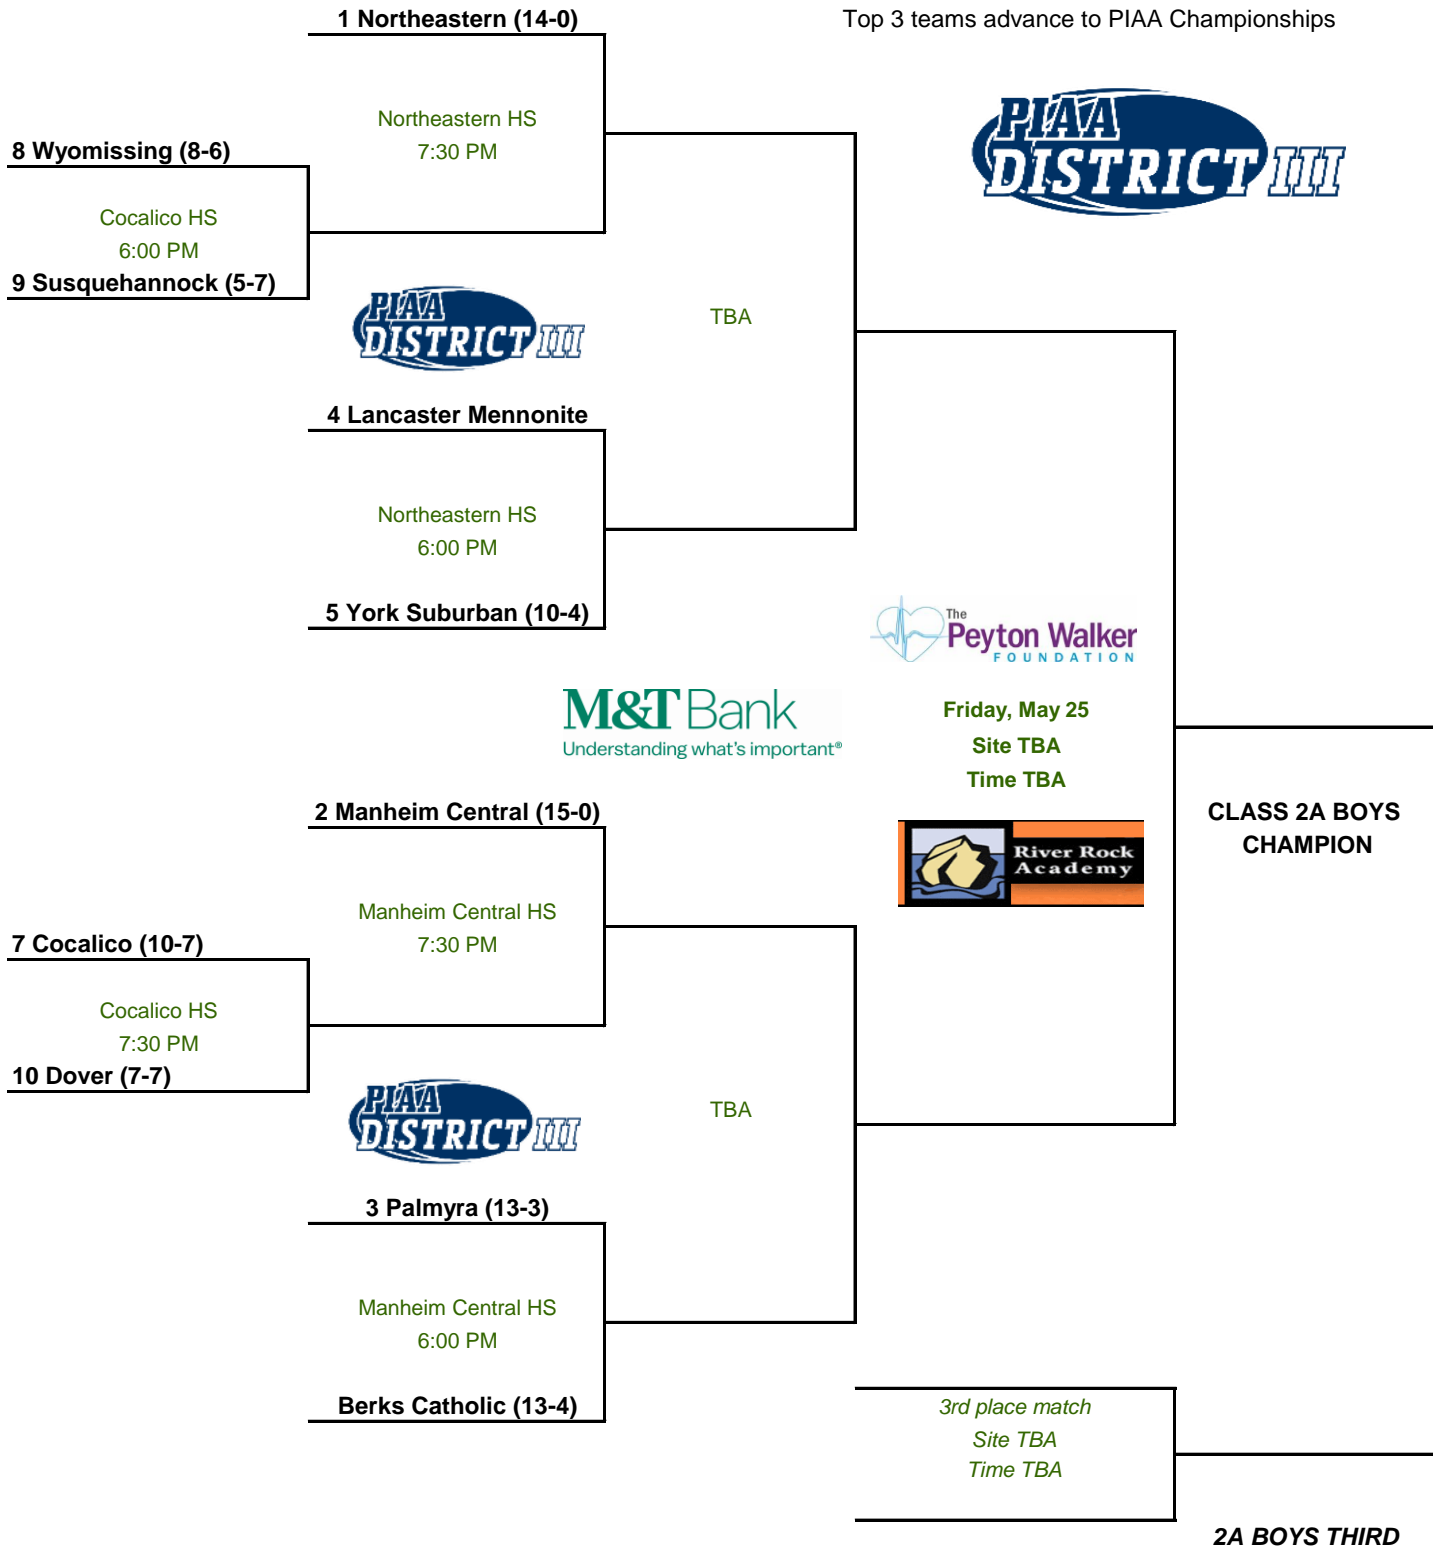 1 Northeastern (14-0)
Top 3 teams advance to PIAA Championships
PIAA
DISTRICT III
Northeastern HS
7:30 PM
8 Wyomissing (8-6)
Cocalico HS
6:00 PM
9 Susquehannock (5-7)
PIAA
DISTRICT III
TBA
4 Lancaster Mennonite
Northeastern HS
6:00 PM
5 York Suburban (10-4)
The
Peyton Walker
FOUNDATION
M&T Bank
Understanding what's important®
Friday, May 25
Site TBA
Time TBA
2 Manheim Central (15-0)
CLASS 2A BOYS
CHAMPION
River Rock
Academy
Manheim Central HS
7:30 PM
7 Cocalico (10-7)
Cocalico HS
7:30 PM
10 Dover (7-7)
PIAA
DISTRICT III
TBA
3 Palmyra (13-3)
Manheim Central HS
6:00 PM
Berks Catholic (13-4)
3rd place match
Site TBA
Time TBA
2A BOYS THIRD